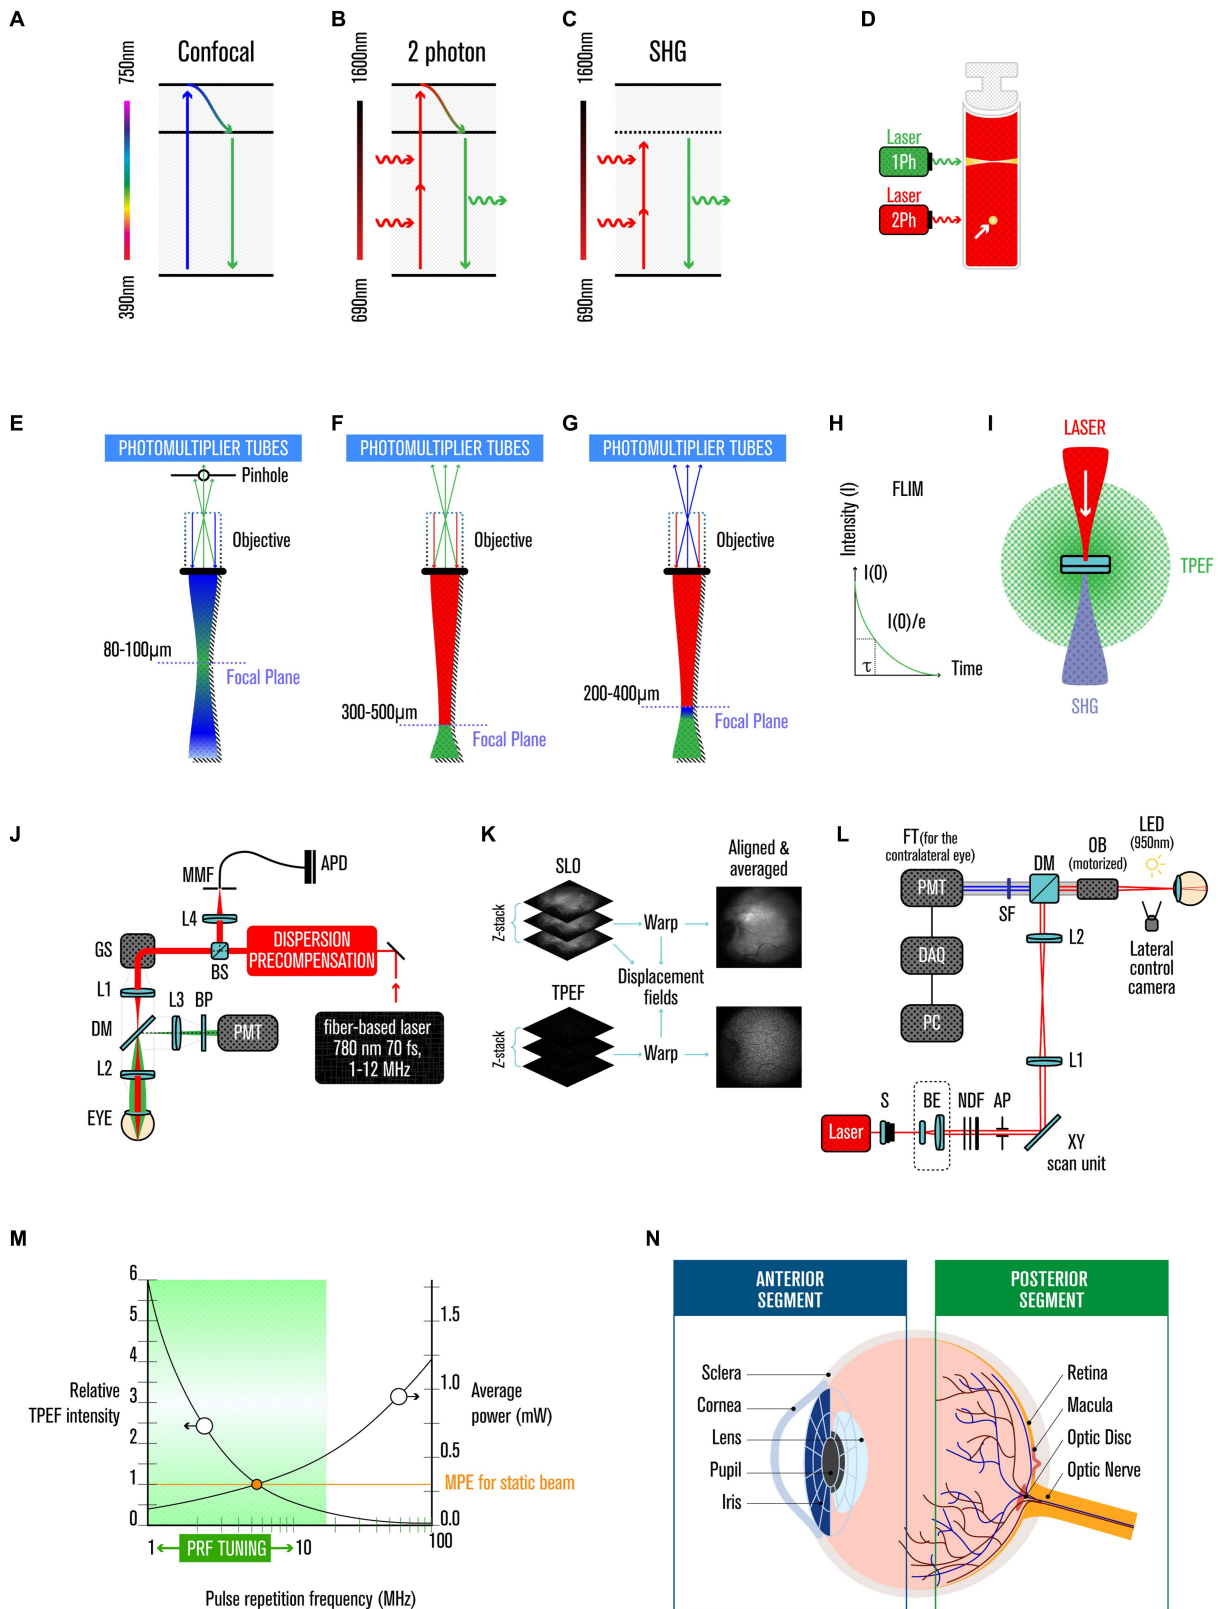 A
B
C
D
Confocal
2 photon
SHG
750nm
390nm
1600nm
690nm
1600nm
690nm
Laser
1Ph
Laser
2Ph
E
F
G
H
I
PHOTOMULTIPLIER TUBES
Pinhole
Objective
80-100µm
Focal Plane
PHOTOMULTIPLIER TUBES
Objective
300-500µm
Focal Plane
PHOTOMULTIPLIER TUBES
Objective
200-400µm
Focal Plane
Intensity (I)
FLIM
I(0)
I(0)/e
τ
Time
LASER
TPEF
SHG
J
MMF
APD
L4
GS
BS
DISPERSION
PRECOMPENSATION
L1
L3
BP
DM
PMT
L2
EYE
fiber-based laser
780 nm 70 fs,
1-12 MHz
K
SLO
Aligned &
averaged
Z-stack
Warp
Displacement
fields
TPEF
Z-stack
Warp
L
FT (for the
contralateral eye)
DM
OB
(motorized)
LED
(950nm)
PMT
SF
L2
Lateral
control
camera
DAQ
PC
L1
S
BE
NDF
AP
Laser
XY
scan unit
M
6
5
4
3
2
1
0
Relative
TPEF intensity
1.5
1.0
0.5
0.0
Average
power (mW)
MPE for static beam
1
PRF TUNING
10
100
Pulse repetition frequency (MHz)
N
ANTERIOR
SEGMENT
POSTERIOR
SEGMENT
Sclera
Cornea
Lens
Pupil
Iris
Retina
Macula
Optic Disc
Optic Nerve